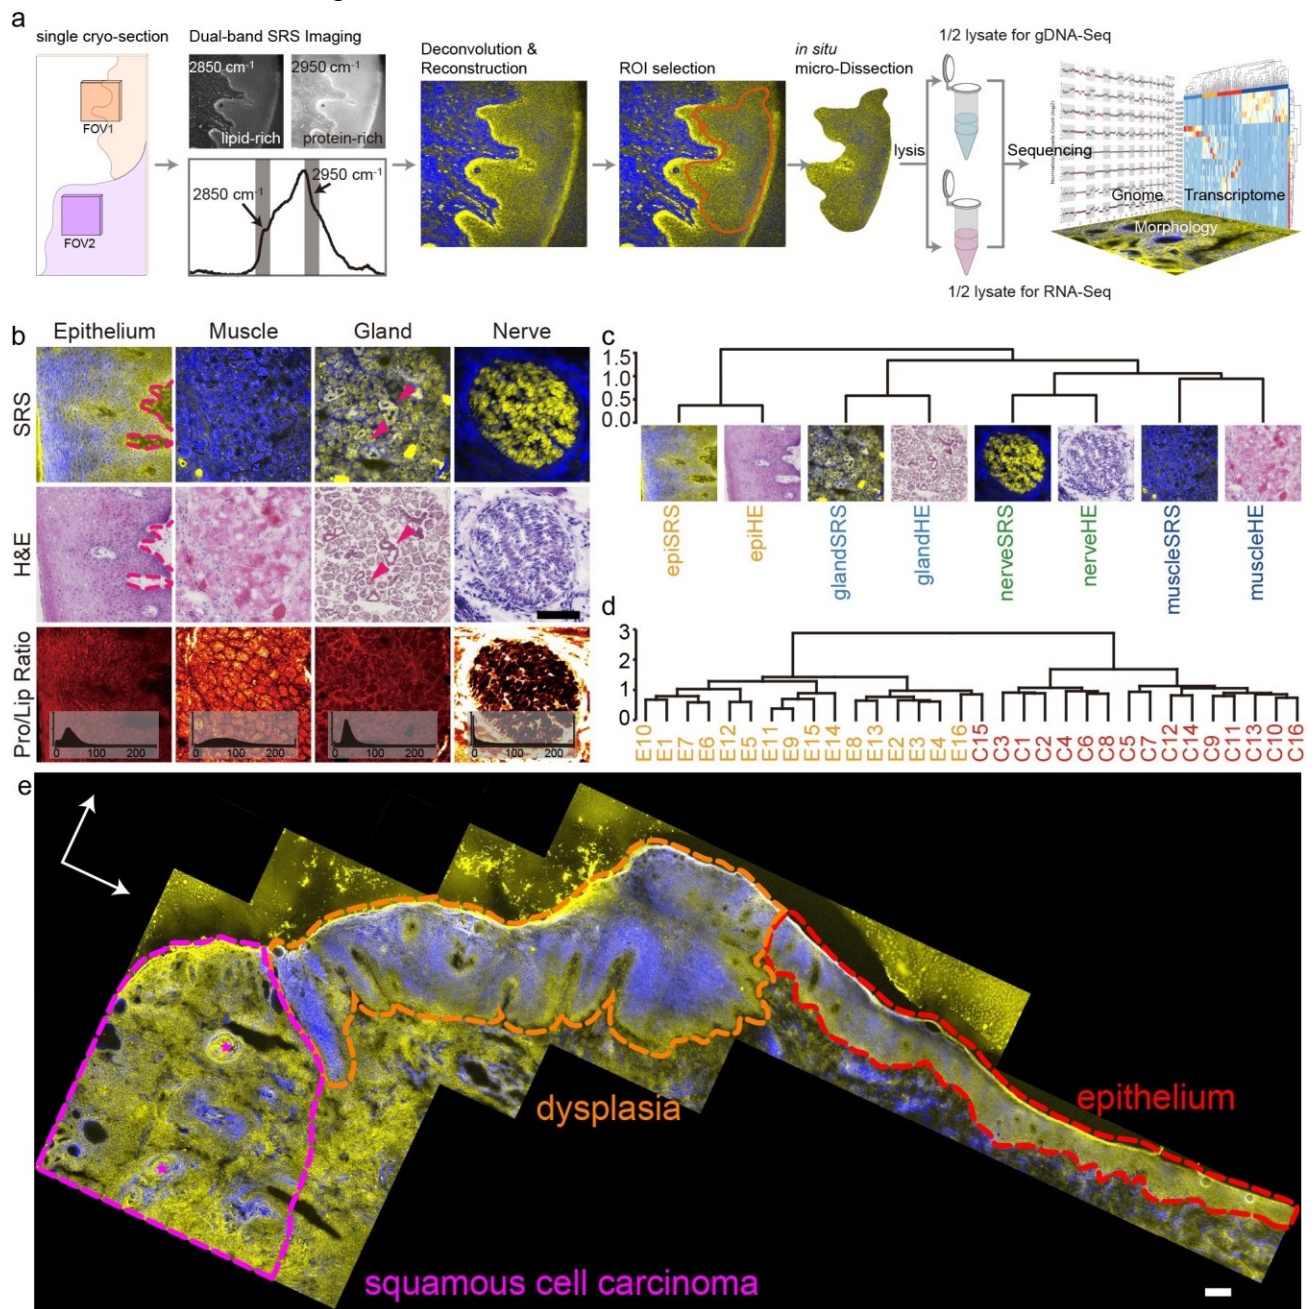 a
single cryo-section
Dual-band SRS Imaging
Deconvolution &
Reconstruction
ROI selection
in situ
micro-Dissection
1/2 lysate for gDNA-Seq
FOV1
FOV2
2850 cm⁻¹
lipid-rich
2950 cm⁻¹
protein-rich
2850 cm⁻¹
2950 cm⁻¹
lysis
Sequencing
1/2 lysate for RNA-Seq
Gnome
Transcriptome
Morphology
b
Epithelium
Muscle
Gland
Nerve
SRS
H&E
Pro/Lip Ratio
0 100 200
0 100 200
0 100 200
0 100 200
c
1.5
1.0
0.5
0.0
epiSRS
epiHE
glandSRS
glandHE
nerveSRS
nerveHE
muscleSRS
muscleHE
d
3
2
1
0
E10
E1
E7
E6
E12
E5
E11
E9
E15
E14
E8
E13
E2
E3
E4
E16
C15
C3
C1
C2
C4
C6
C8
C5
C7
C12
C14
C9
C11
C13
C10
C16
e
dysplasia
epithelium
squamous cell carcinoma